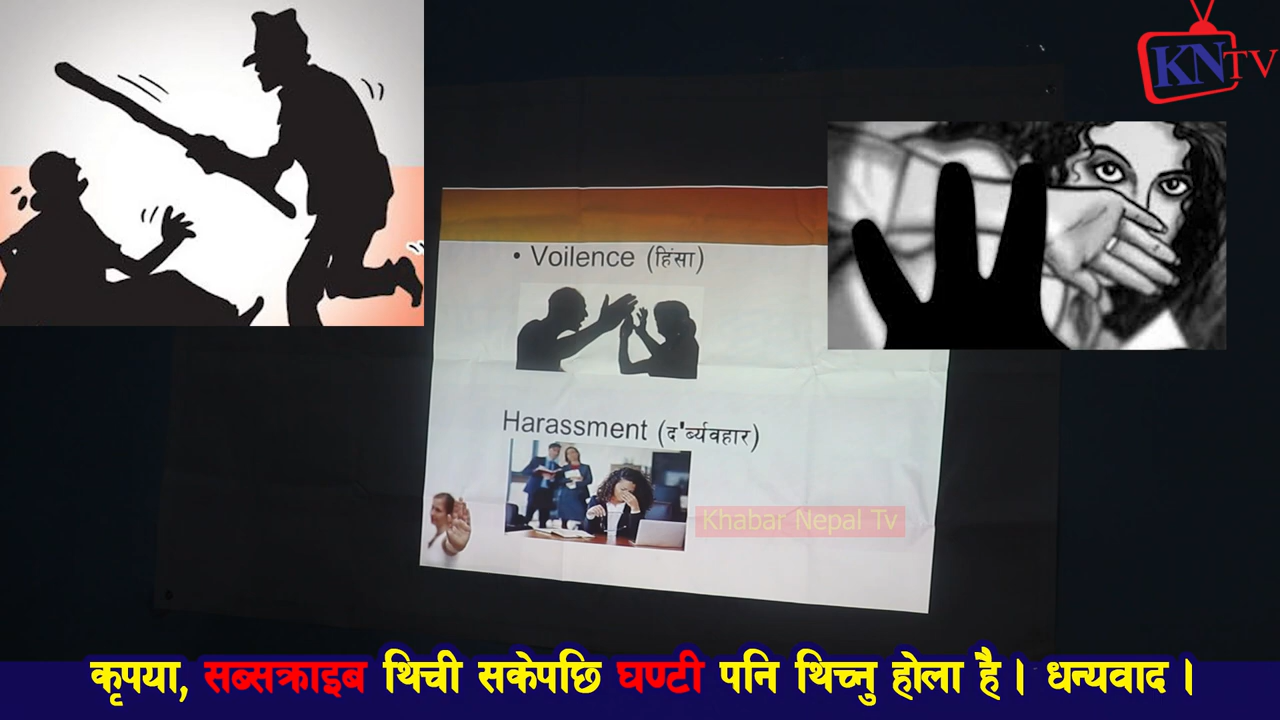 KNTV
• Voilence (हिंसा)
Harassment (द'र्ब्यवहार)
Khabar Nepal Tv
कृपया, सब्सक्राइब थिची सकेपछि घण्टी पनि थिच्नु होला है। धन्यवाद।